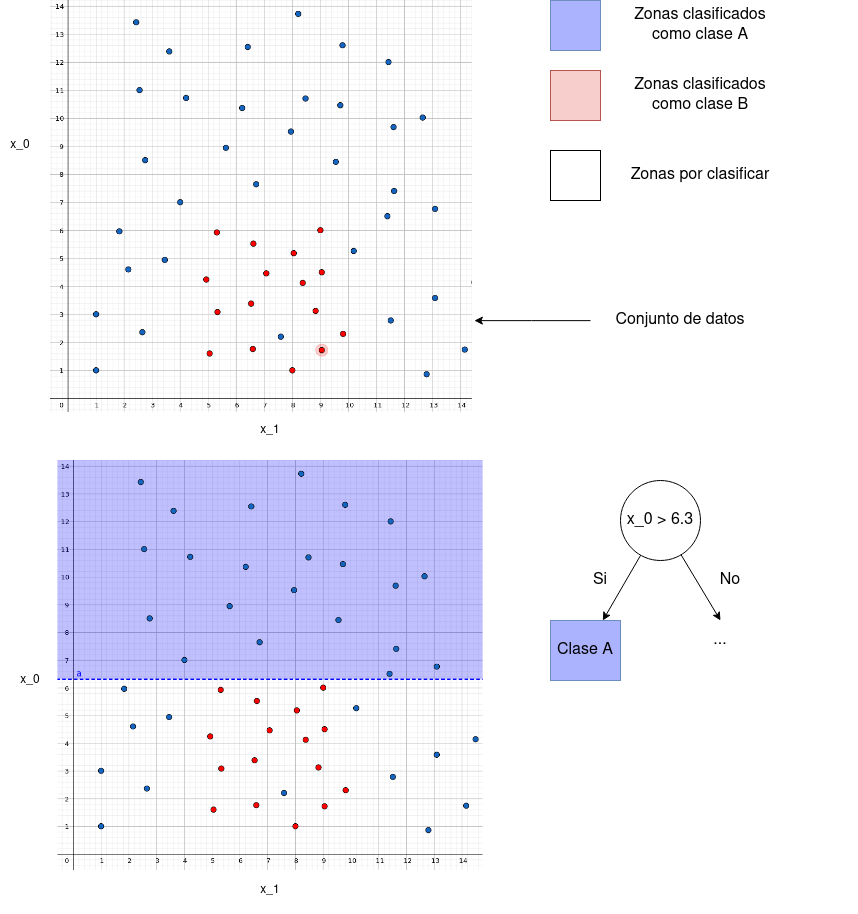 14
13
12
11
10
9
8
7
6
5
4
3
2
1
0 1 2 3 4 5 6 7 8 9 10 11 12 13 14
x_0
x_1
Zonas clasificados
como clase A
Zonas clasificados
como clase B
Zonas por clasificar
Conjunto de datos
14
13
12
11
10
9
8
7
a
6
5
4
3
2
1
0 1 2 3 4 5 6 7 8 9 10 11 12 13 14
x_0
x_1
x_0 > 6.3
Si No
Clase A
...